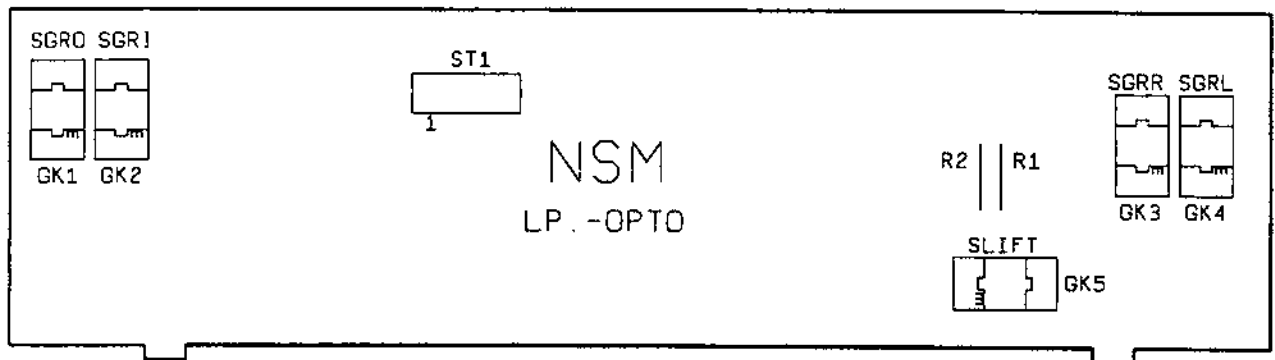 SGRO SGRI
GK1 GK2
ST1
1
NSM
LP.-OPTO
R2 R1
SLIFT
GK5
SGRR SGRL
GK3 GK4